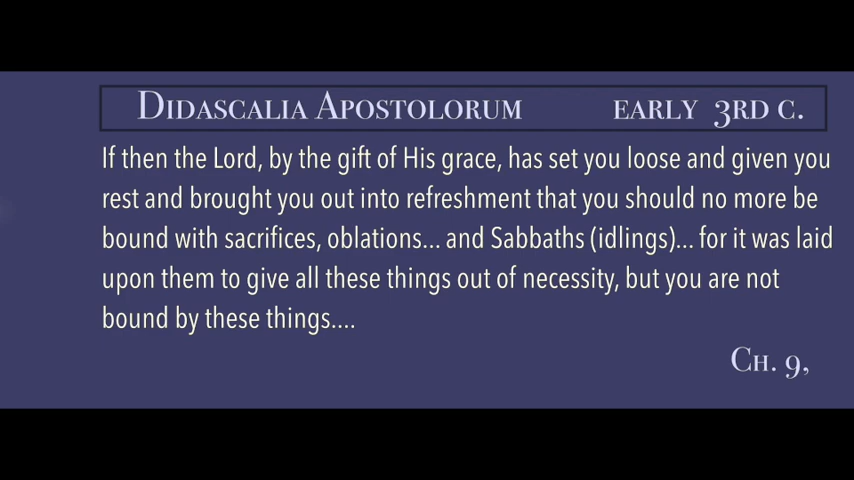 Didascalia Apostolorum early 3rd c.
If then the Lord, by the gift of His grace, has set you loose and given you
rest and brought you out into refreshment that you should no more be
bound with sacrifices, oblations... and Sabbaths (idlings)... for it was laid
upon them to give all these things out of necessity, but you are not
bound by these things....
Ch. 9,